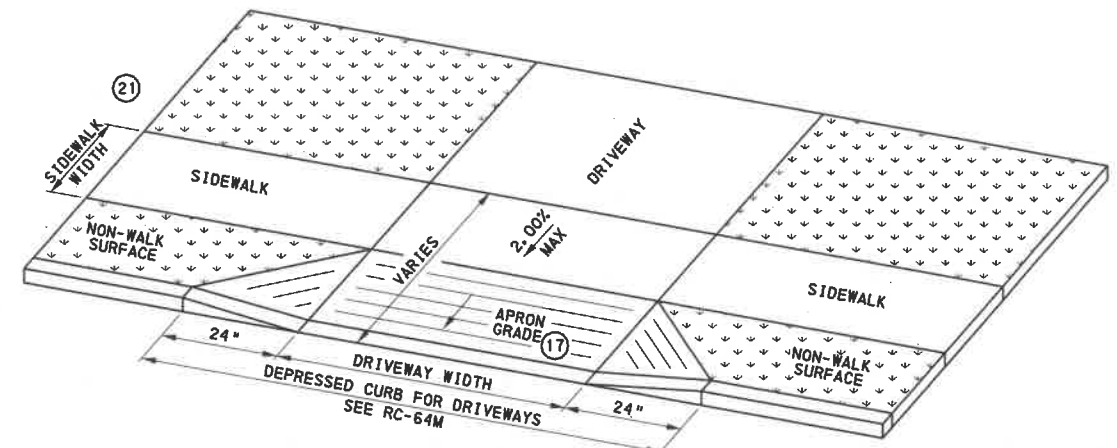 21
SIDEWALK
WIDTH
SIDEWALK
DRIVEWAY
NON-WALK
SURFACE
VARIES
2.00%
MAX
APRON
GRADE 17
SIDEWALK
NON-WALK
SURFACE
24"
DRIVEWAY WIDTH
24"
DEPRESSED CURB FOR DRIVEWAYS
SEE RC-64M